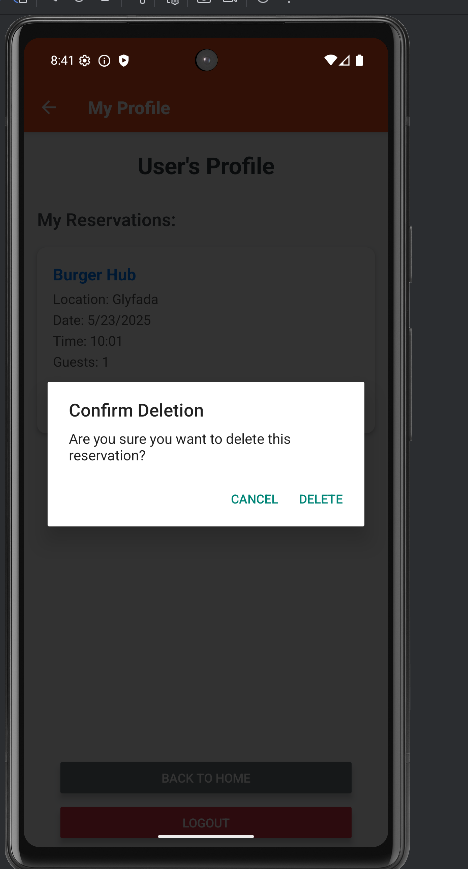 8:41
My Profile
User's Profile
My Reservations:
Burger Hub
Location: Glyfada
Date: 5/23/2025
Time: 10:01
Guests: 1
Confirm Deletion
Are you sure you want to delete this
reservation?
CANCEL DELETE
BACK TO HOME
LOGOUT